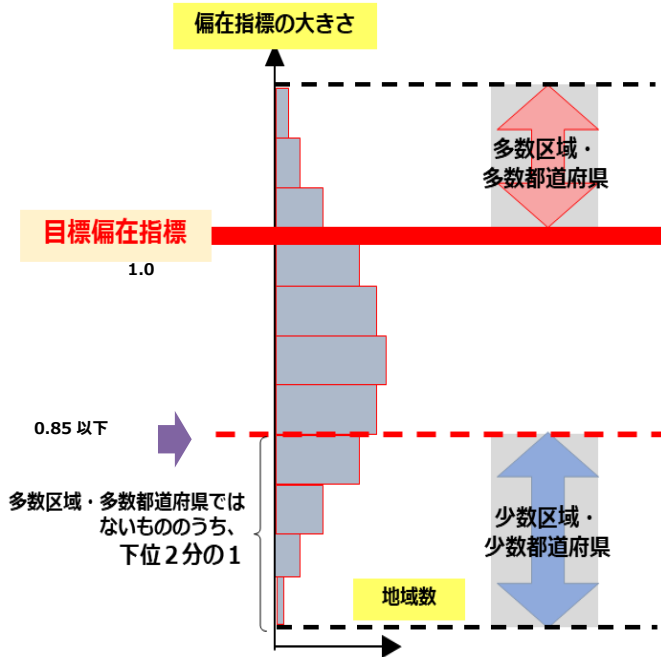 偏在指標の大きさ
多数区域・
多数都道府県
目標偏在指標
1.0
0.85 以下
多数区域・多数都道府県では
ないもののうち、
下位２分の１
少数区域・
少数都道府県
地域数